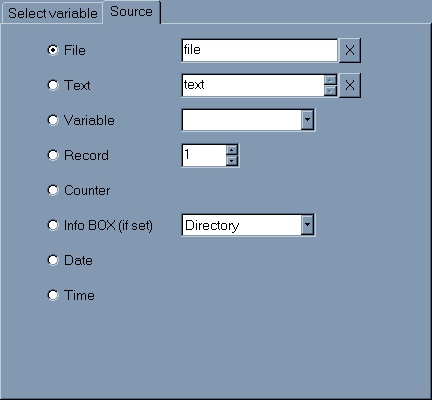 Select variable Source
File file X
Text text X
Variable
Record 1
Counter
Info BOX (if set) Directory
Date
Time